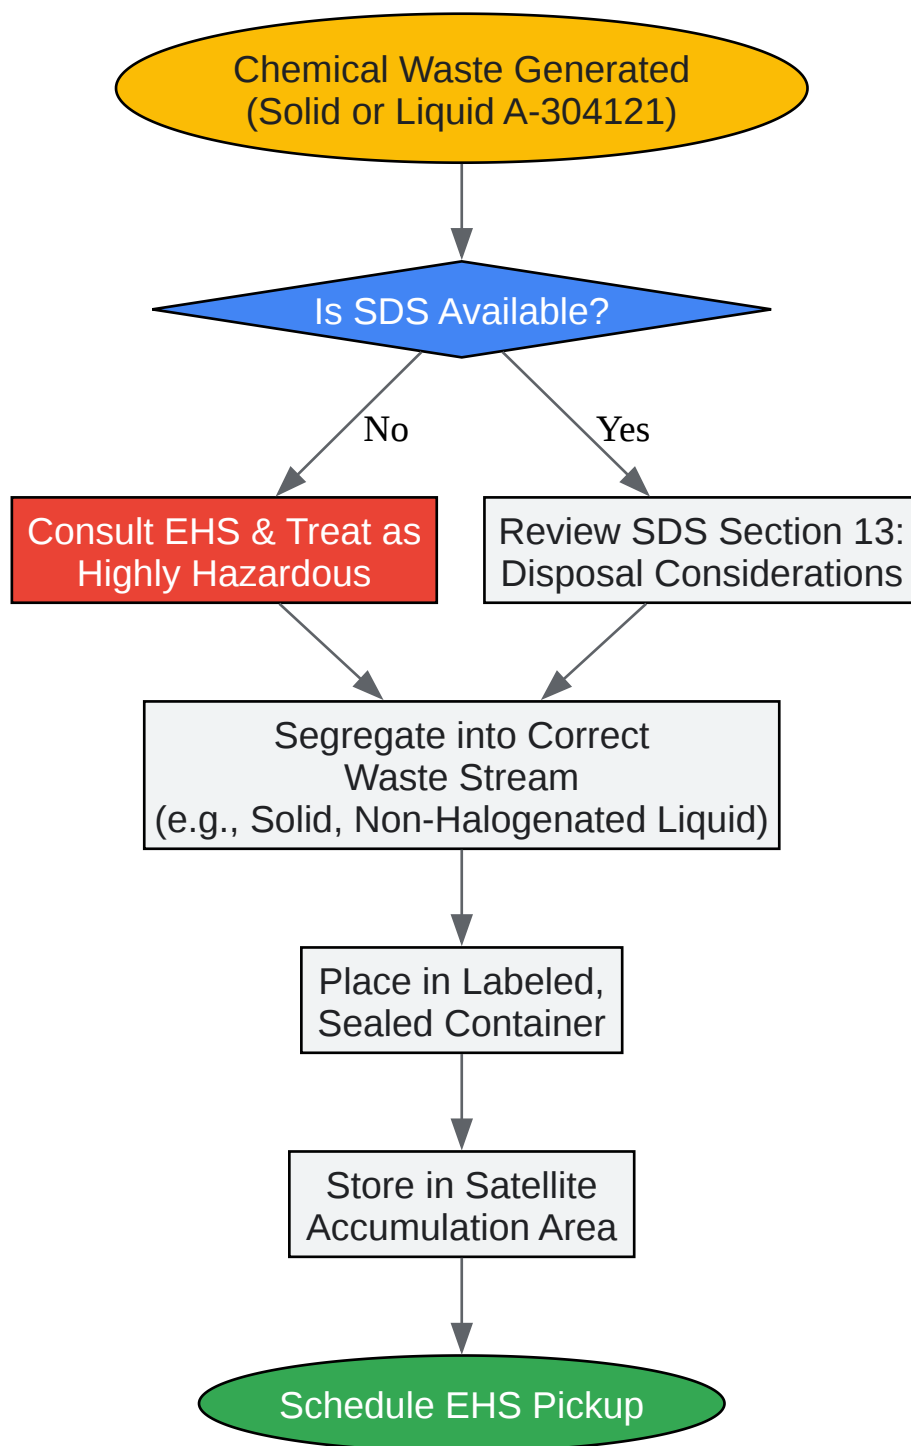 Chemical Waste Generated
(Solid or Liquid A-304121)
Is SDS Available?
No
Yes
Consult EHS & Treat as
Highly Hazardous
Review SDS Section 13:
Disposal Considerations
Segregate into Correct
Waste Stream
(e.g., Solid, Non-Halogenated Liquid)
Place in Labeled,
Sealed Container
Store in Satellite
Accumulation Area
Schedule EHS Pickup